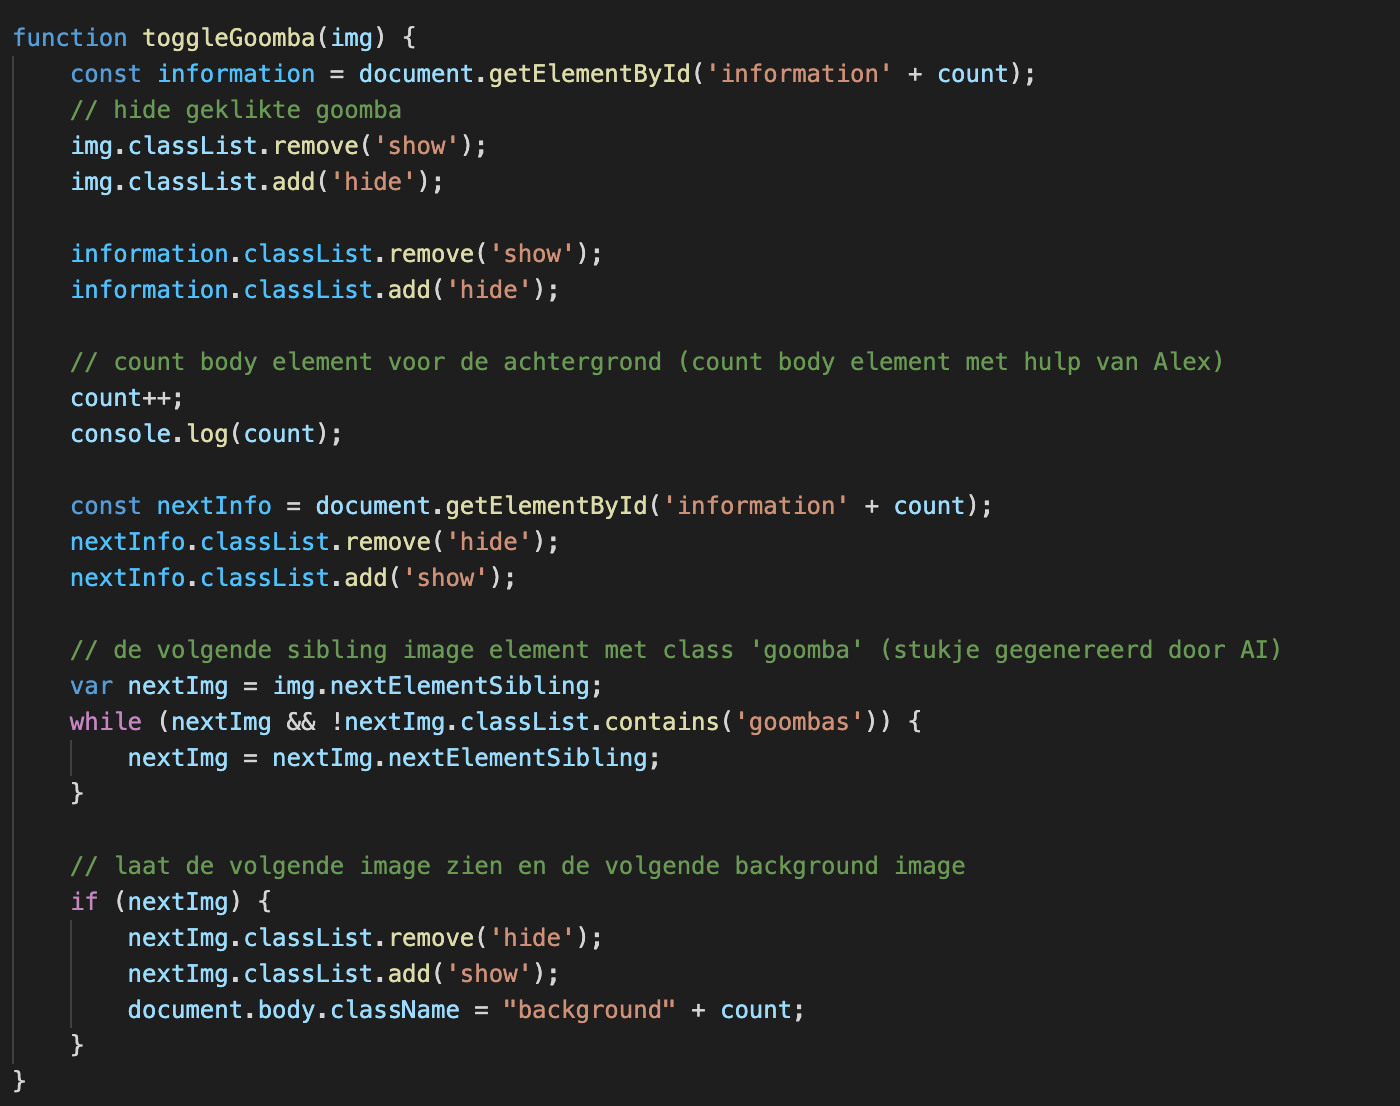 function toggleGoomba(img) {
    const information = document.getElementById('information' + count);
    // hide geklikte goomba
    img.classList.remove('show');
    img.classList.add('hide');

    information.classList.remove('show');
    information.classList.add('hide');

    // count body element voor de achtergrond (count body element met hulp van Alex)
    count++;
    console.log(count);

    const nextInfo = document.getElementById('information' + count);
    nextInfo.classList.remove('hide');
    nextInfo.classList.add('show');

    // de volgende sibling image element met class 'goomba' (stukje gegenereerd door AI)
    var nextImg = img.nextElementSibling;
    while (nextImg && !nextImg.classList.contains('goombas')) {
        nextImg = nextImg.nextElementSibling;
    }

    // laat de volgende image zien en de volgende background image
    if (nextImg) {
        nextImg.classList.remove('hide');
        nextImg.classList.add('show');
        document.body.className = "background" + count;
    }
}